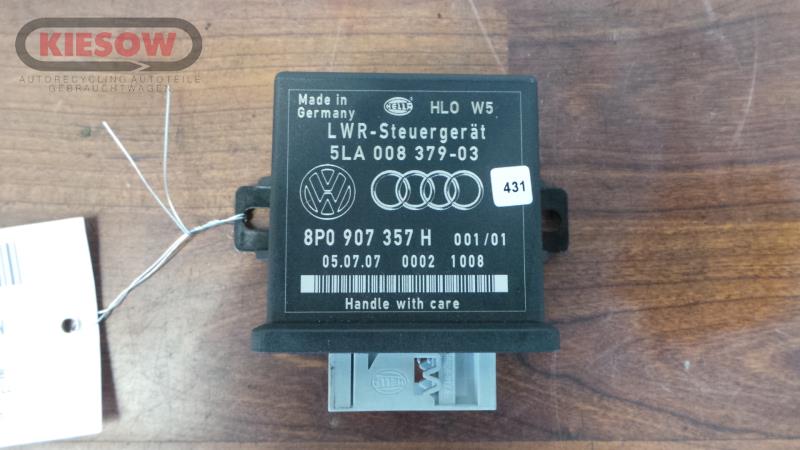 KIESOW
AUTORECYCLING AUTOTEILE
GEBRAUCHTWAGEN
Made in
Germany
HELLA
HLO W5
LWR-Steuergerät
5LA 008 379-03
431
8P0 907 357 H 001/01
05.07.07 0002 1008
Handle with care
HELLA